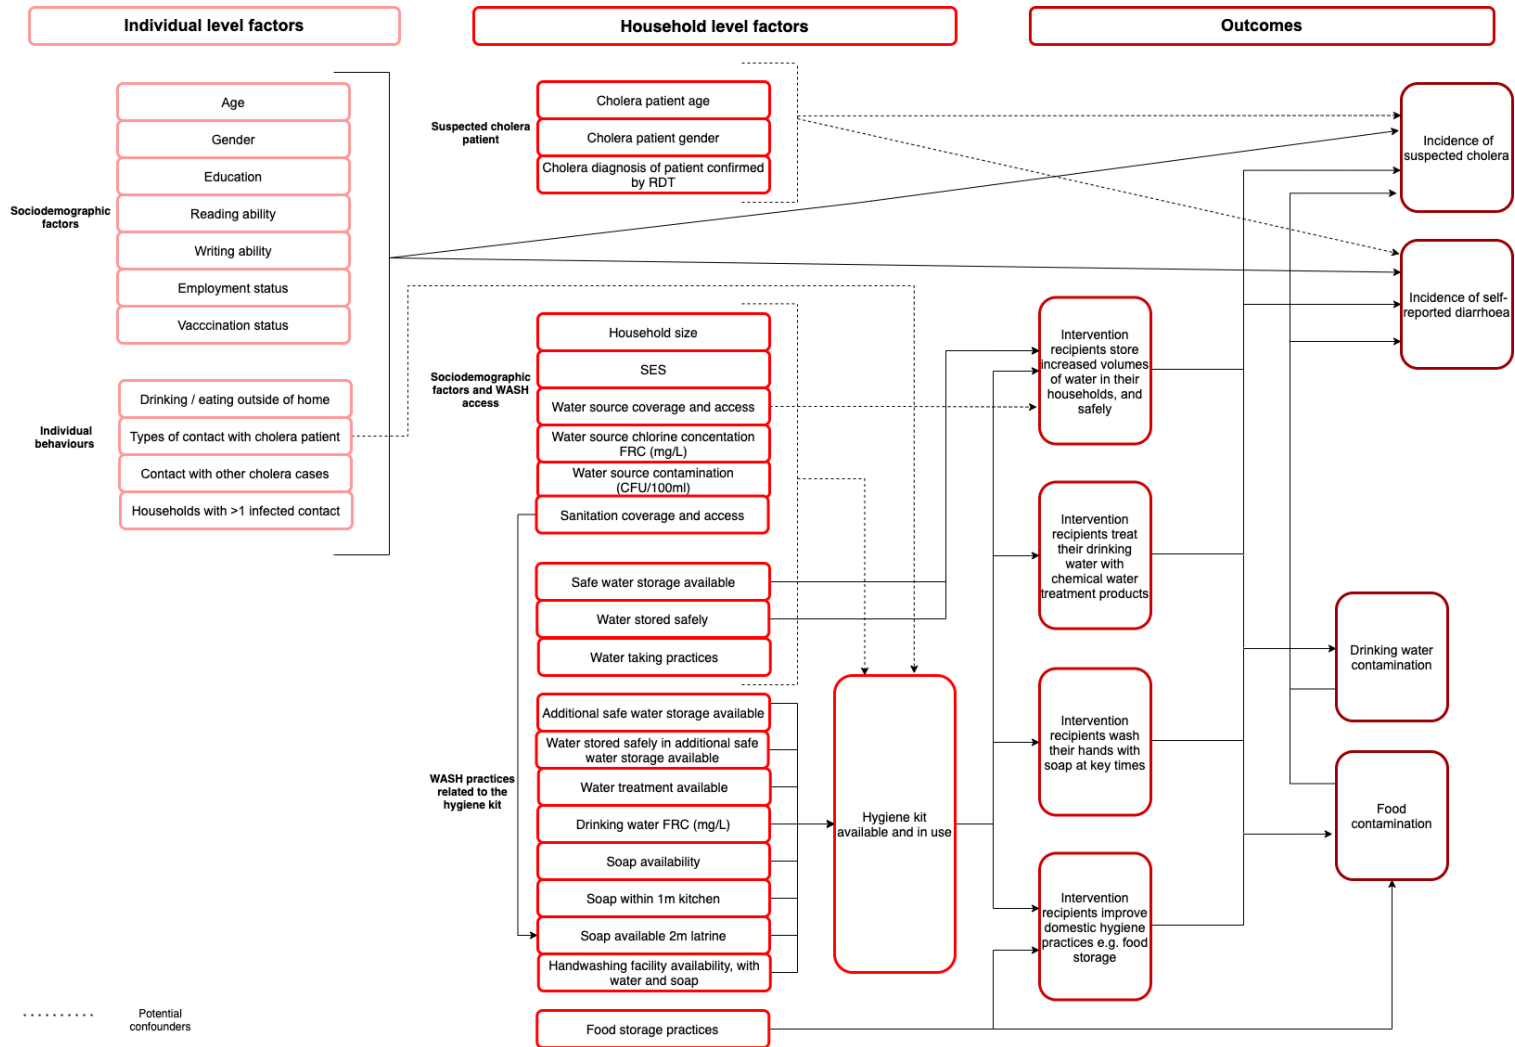 Individual level factors
Household level factors
Outcomes
Sociodemographic
factors
Age
Gender
Education
Reading ability
Writing ability
Employment status
Vacccination status
Individual
behaviours
Drinking / eating outside of home
Types of contact with cholera patient
Contact with other cholera cases
Households with >1 infected contact
Suspected cholera
patient
Cholera patient age
Cholera patient gender
Cholera diagnosis of patient confirmed
by RDT
Sociodemographic
factors and WASH
access
Household size
SES
Water source coverage and access
Water source chlorine concentation
FRC (mg/L)
Water source contamination
(CFU/100ml)
Sanitation coverage and access
Safe water storage available
Water stored safely
Water taking practices
WASH practices
related to the
hygiene kit
Additional safe water storage available
Water stored safely in additional safe
water storage available
Water treatment available
Drinking water FRC (mg/L)
Soap availability
Soap within 1m kitchen
Soap available 2m latrine
Handwashing facility availability, with
water and soap
Food storage practices
Hygiene kit
available and in use
Intervention
recipients store
increased volumes
of water in their
households, and
safely
Intervention
recipients treat
their drinking
water with
chemical water
treatment products
Intervention
recipients wash
their hands with
soap at key times
Intervention
recipients improve
domestic hygiene
practices e.g. food
storage
Incidence of
suspected cholera
Incidence of self-
reported diarrhoea
Drinking water
contamination
Food
contamination
Potential
confounders